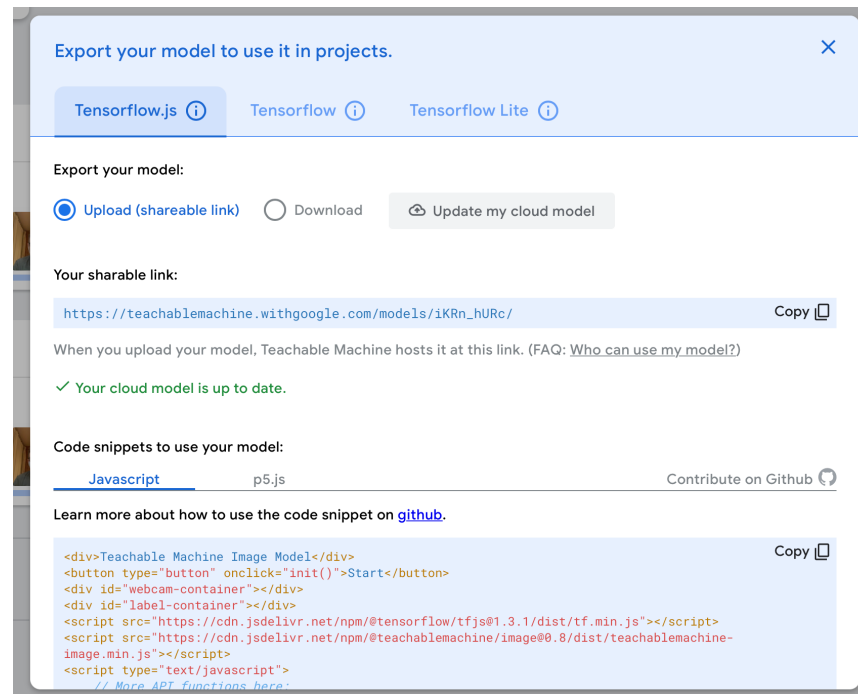 Export your model to use it in projects.
Tensorflow.js
Tensorflow
Tensorflow Lite
Export your model:
Upload (shareable link)
Download
Update my cloud model
Your sharable link:
https://teachablemachine.withgoogle.com/models/iKRn_hURc/
Copy
When you upload your model, Teachable Machine hosts it at this link. (FAQ: Who can use my model?)
Your cloud model is up to date.
Code snippets to use your model:
Javascript
p5.js
Contribute on Github
Learn more about how to use the code snippet on github.
Copy
<div>Teachable Machine Image Model</div>
<button type="button" onclick="init()">Start</button>
<div id="webcam-container"></div>
<div id="label-container"></div>
<script src="https://cdn.jsdelivr.net/npm/@tensorflow/tfjs@1.3.1/dist/tf.min.js"></script>
<script src="https://cdn.jsdelivr.net/npm/@teachablemachine/image@0.8/dist/teachablemachine-
image.min.js"></script>
<script type="text/javascript">
// More API functions here: